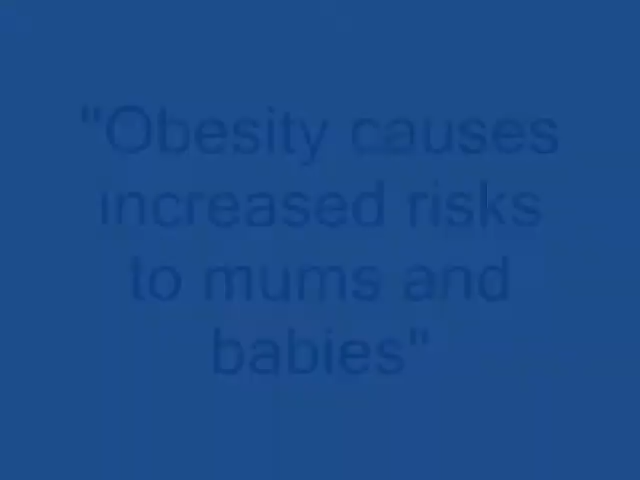 "Obesity causes
increased risks
to mums and
babies"